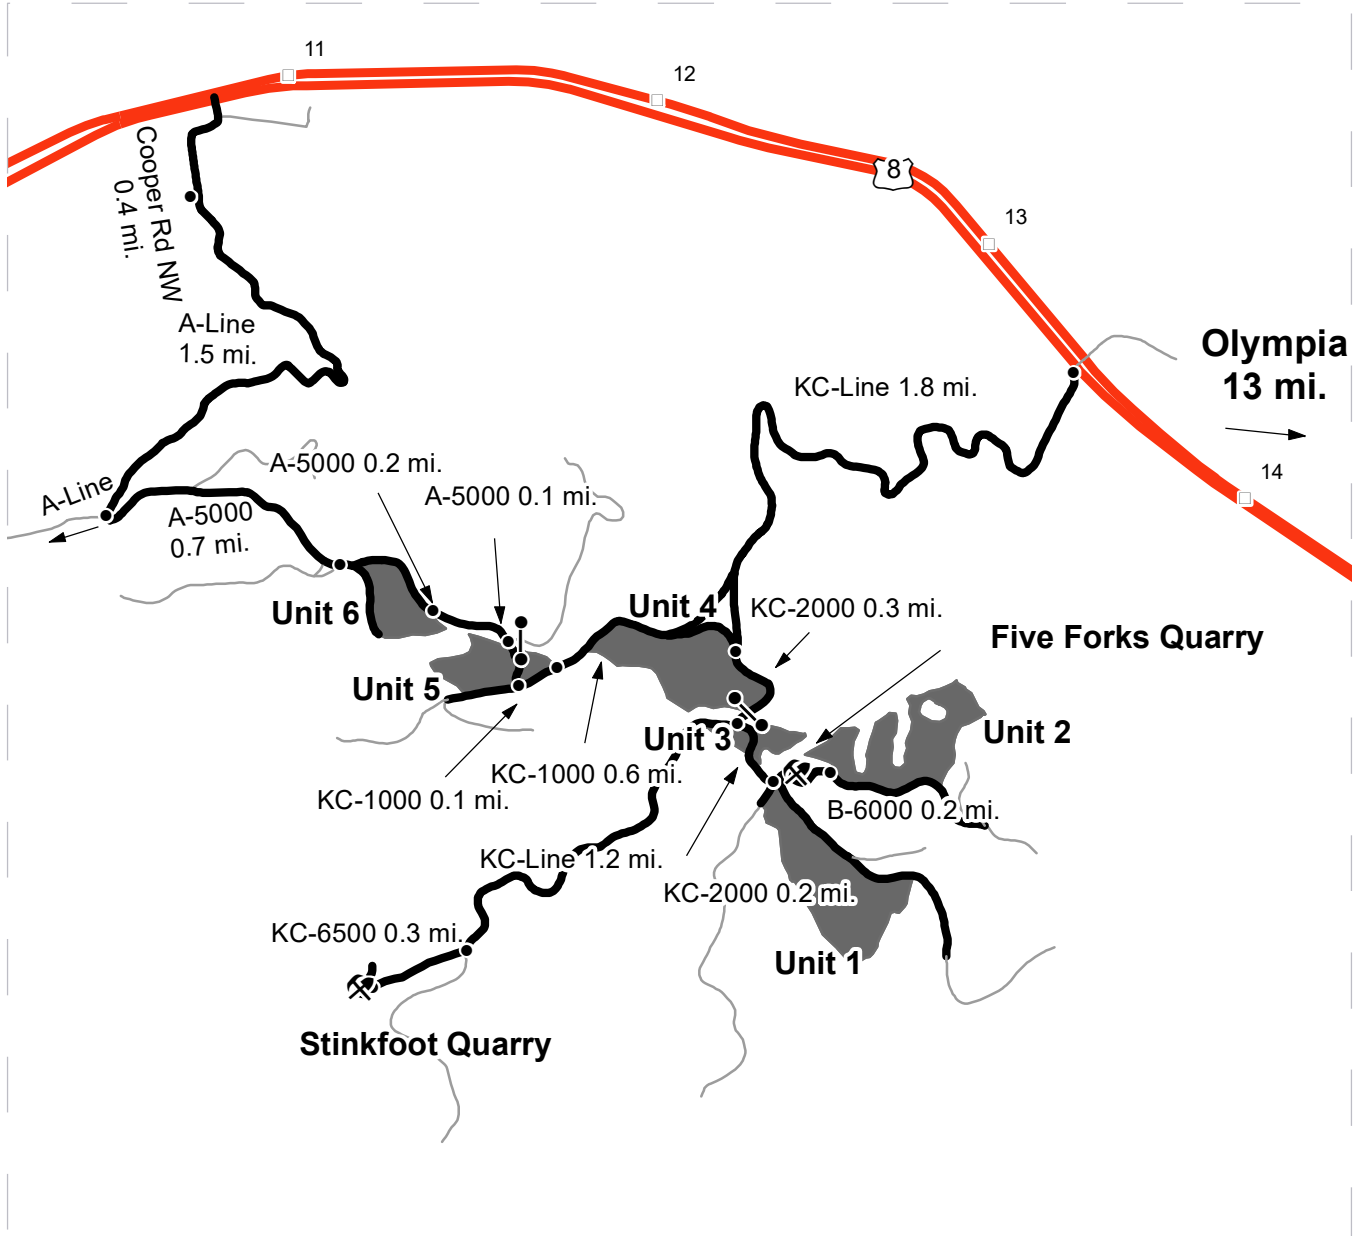 11
12
8
13
Cooper Rd NW
0.4 mi.
A-Line
1.5 mi.
Olympia
13 mi.
KC-Line 1.8 mi.
14
A-5000 0.2 mi.
A-Line
A-5000 0.1 mi.
A-5000
0.7 mi.
Unit 6
Unit 4
KC-2000 0.3 mi.
Five Forks Quarry
Unit 5
Unit 3
Unit 2
KC-1000 0.6 mi.
KC-1000 0.1 mi.
B-6000 0.2 mi.
KC-Line 1.2 mi.
KC-2000 0.2 mi.
KC-6500 0.3 mi.
Unit 1
Stinkfoot Quarry